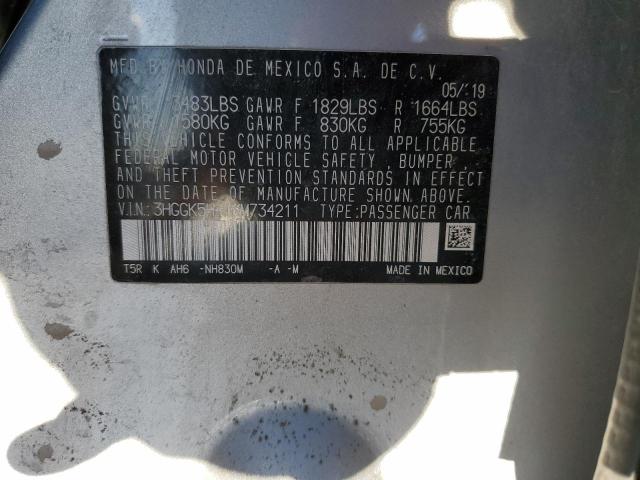 MFD. BY HONDA DE MEXICO S.A. DE C.V.
05/'19
GVWR 3483LBS GAWR F 1829LBS R 1664LBS
GVWR 1580KG GAWR F 830KG R 755KG
THIS VEHICLE CONFORMS TO ALL APPLICABLE
FEDERAL MOTOR VEHICLE SAFETY, BUMPER
AND THEFT PREVENTION STANDARDS IN EFFECT
ON THE DATE OF MANUFACTURE SHOWN ABOVE.
V.I.N.: TYPE:PASSENGER CAR
T5R K AH6 -NH830M -A -M MADE IN MEXICO